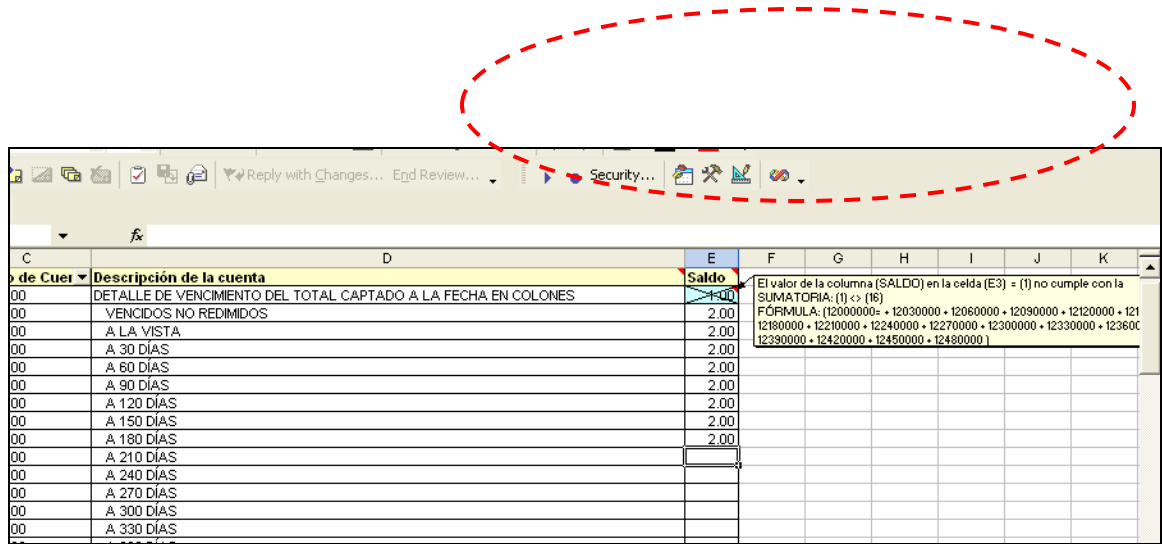 Reply with Changes... End Review...
Security...
fx
C D E F G H I J K
o de Cuer Descripción de la cuenta Saldo
00 DETALLE DE VENCIMIENTO DEL TOTAL CAPTADO A LA FECHA EN COLONES 1.00
00 VENCIDOS NO REDIMIDOS 2.00
00 A LA VISTA 2.00
00 A 30 DÍAS 2.00
00 A 60 DÍAS 2.00
00 A 90 DÍAS 2.00
00 A 120 DÍAS 2.00
00 A 150 DÍAS 2.00
00 A 180 DÍAS 2.00
00 A 210 DÍAS
00 A 240 DÍAS
00 A 270 DÍAS
00 A 300 DÍAS
00 A 330 DÍAS
El valor de la columna (SALDO) en la celda (E3) = (1) no cumple con la
SUMATORIA: (1) <> (16)
FÓRMULA: (12000000= + 12030000 + 12060000 + 12090000 + 12120000 + 121
12180000 + 12210000 + 12240000 + 12270000 + 12300000 + 12330000 + 123600
12390000 + 12420000 + 12450000 + 12480000 )